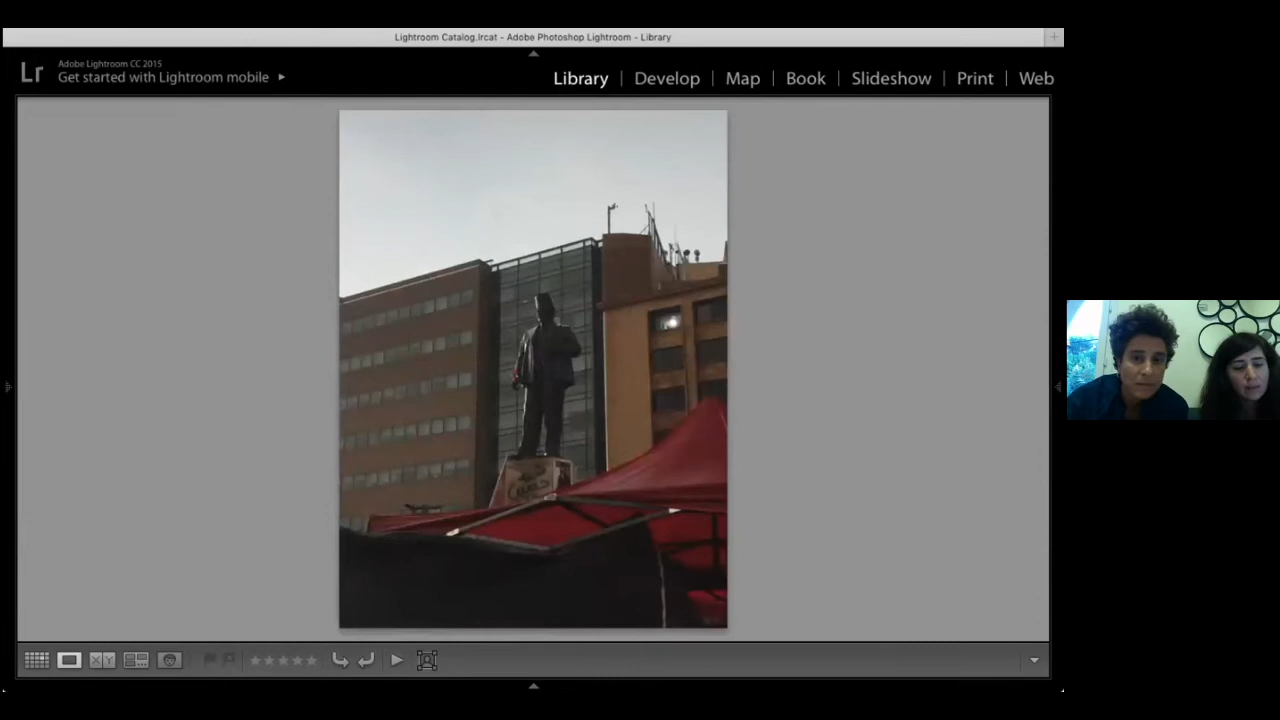 Lightroom Catalog.lrcat - Adobe Photoshop Lightroom - Library
Lr
Adobe Lightroom CC 2015
Get started with Lightroom mobile
Library | Develop | Map | Book | Slideshow | Print | Web
X Y